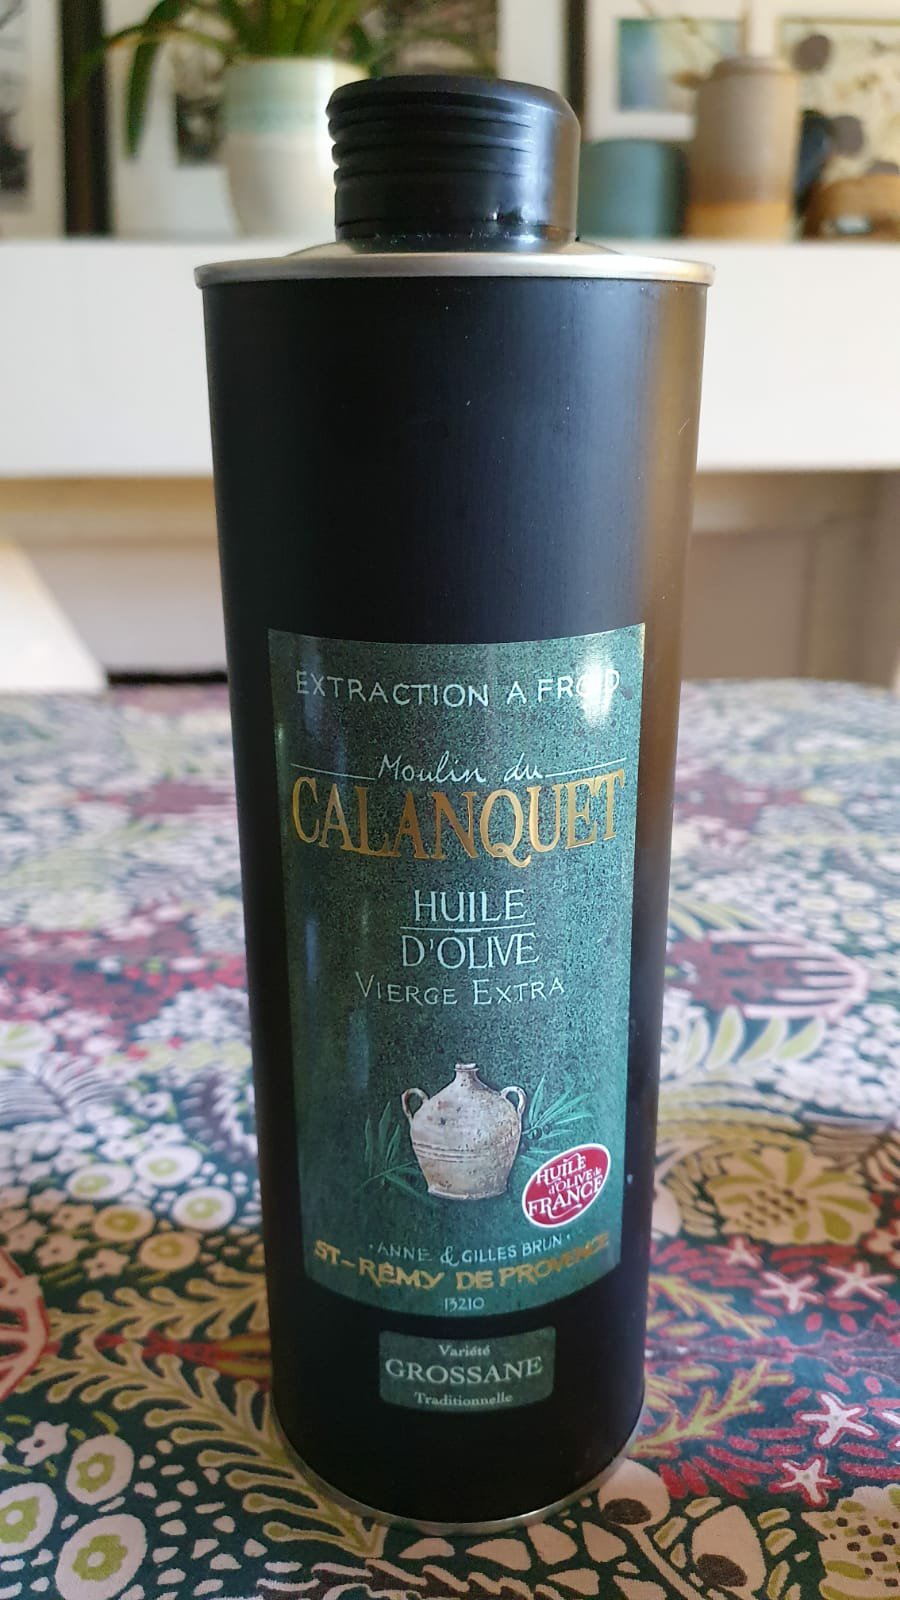 EXTRACTION A FROID
Moulin du
CALANQUET
HUILE
D'OLIVE
VIERGE EXTRA
HUILE
d'OLIVE de
FRANCE
· ANNE & GILLES BRUN ·
ST-RÉMY DE PROVENCE
13210
Variété
GROSSANE
Traditionnelle